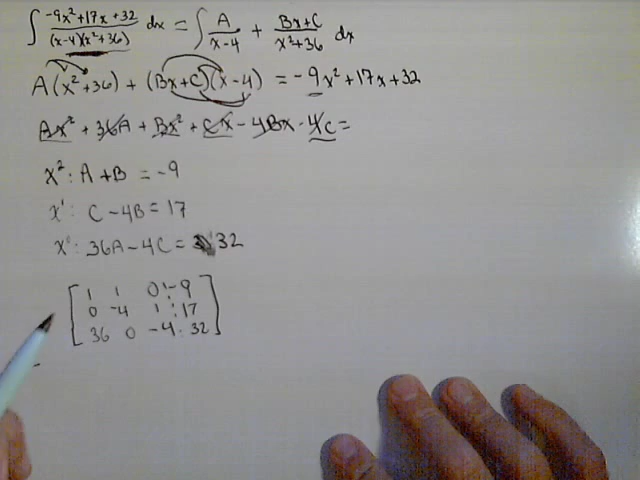 ∫ -9x²+17x+32 / (x-4)(x²+36) dx = ∫ A/x-4 + Bx+C/x²+36 dx
A(x²+36) + (Bx+C)(x-4) = -9x²+17x+32
Ax² + 36A + Bx² + Cx - 4Bx - 4C =
x²: A+B = -9
x¹: C-4B = 17
x⁰: 36A-4C = 32
[ 1 1 0 : -9
0 -4 1 : 17
36 0 -4 : 32 ]